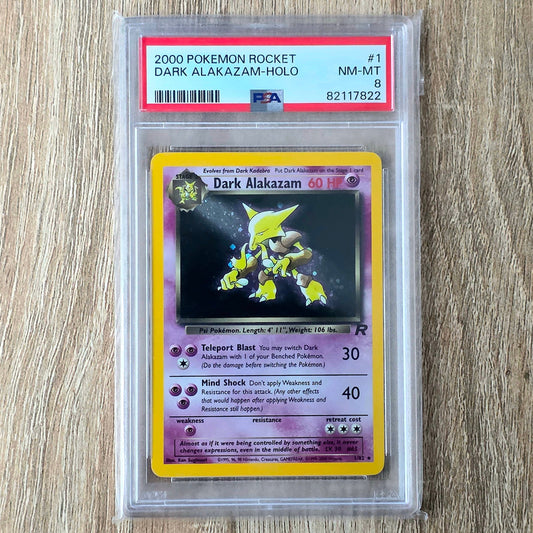 2000 POKEMON ROCKET #1
DARK ALAKAZAM-HOLO NM-MT
8
PSA 82117822
Evolves from Dark Kadabra Put Dark Alakazam on the Stage 1 card
STAGE
Dark Alakazam 60 HP
Psi Pokémon. Length: 4' 11", Weight: 106 lbs.
R
Teleport Blast You may switch Dark
Alakazam with 1 of your Benched Pokémon.
(Do the damage before switching the Pokémon.)
30
Mind Shock Don't apply Weakness and
Resistance for this attack. (Any other effects
that would happen after applying Weakness and
Resistance still happen.)
40
weakness resistance retreat cost
Almost as if it were being controlled by something else, it never
changes expressions, even in the middle of battle. LV. 30 #65
Illus. Ken Sugimori
1/82